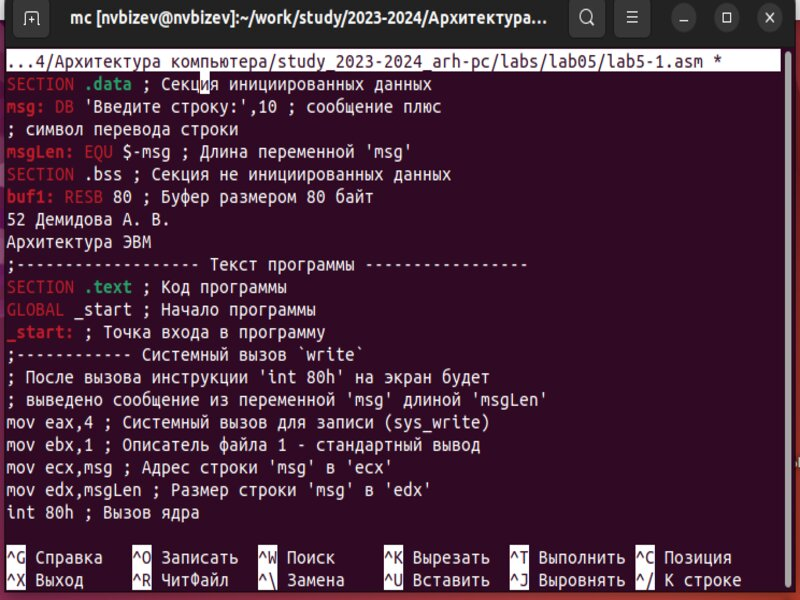 mc [nvbizev@nvbizev]:~/work/study/2023-2024/Архитектура...
...4/Архитектура компьютера/study_2023-2024_arh-pc/labs/lab05/lab5-1.asm *
SECTION .data ; Секция инициированных данных
msg: DB 'Введите строку:',10 ; сообщение плюс
; символ перевода строки
msgLen: EQU $-msg ; Длина переменной 'msg'
SECTION .bss ; Секция не инициированных данных
buf1: RESB 80 ; Буфер размером 80 байт
52 Демидова А. В.
Архитектура ЭВМ
;------------------- Текст программы -----------------
SECTION .text ; Код программы
GLOBAL _start ; Начало программы
_start: ; Точка входа в программу
;------------ Системный вызов `write`
; После вызова инструкции 'int 80h' на экран будет
; выведено сообщение из переменной 'msg' длиной 'msgLen'
mov eax,4 ; Системный вызов для записи (sys_write)
mov ebx,1 ; Описатель файла 1 - стандартный вывод
mov ecx,msg ; Адрес строки 'msg' в 'ecx'
mov edx,msgLen ; Размер строки 'msg' в 'edx'
int 80h ; Вызов ядра
^G Справка ^O Записать ^W Поиск ^K Вырезать ^T Выполнить ^C Позиция
^X Выход ^R ЧитФайл ^\ Замена ^U Вставить ^J Выровнять ^/ К строке